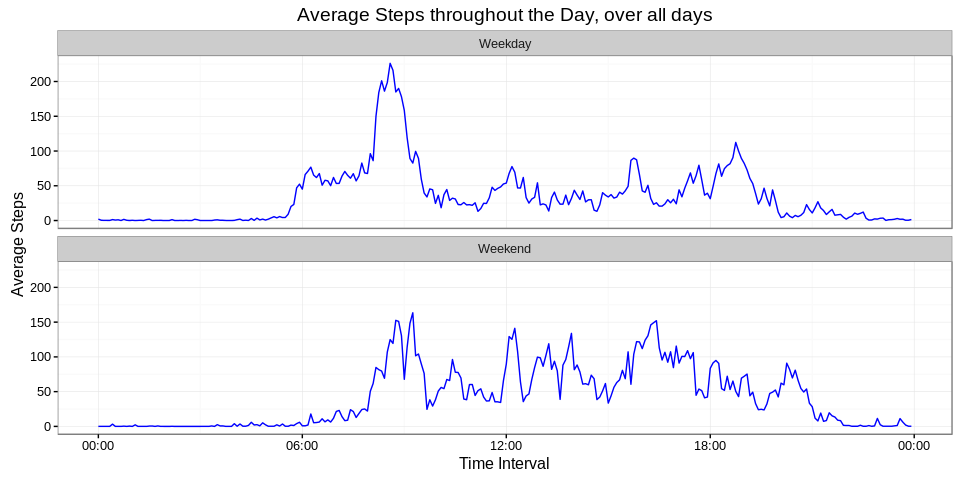 Average Steps throughout the Day, over all days
Weekday
200
150
100
50
0
Weekend
200
150
100
50
0
Average Steps
00:00 06:00 12:00 18:00 00:00
Time Interval